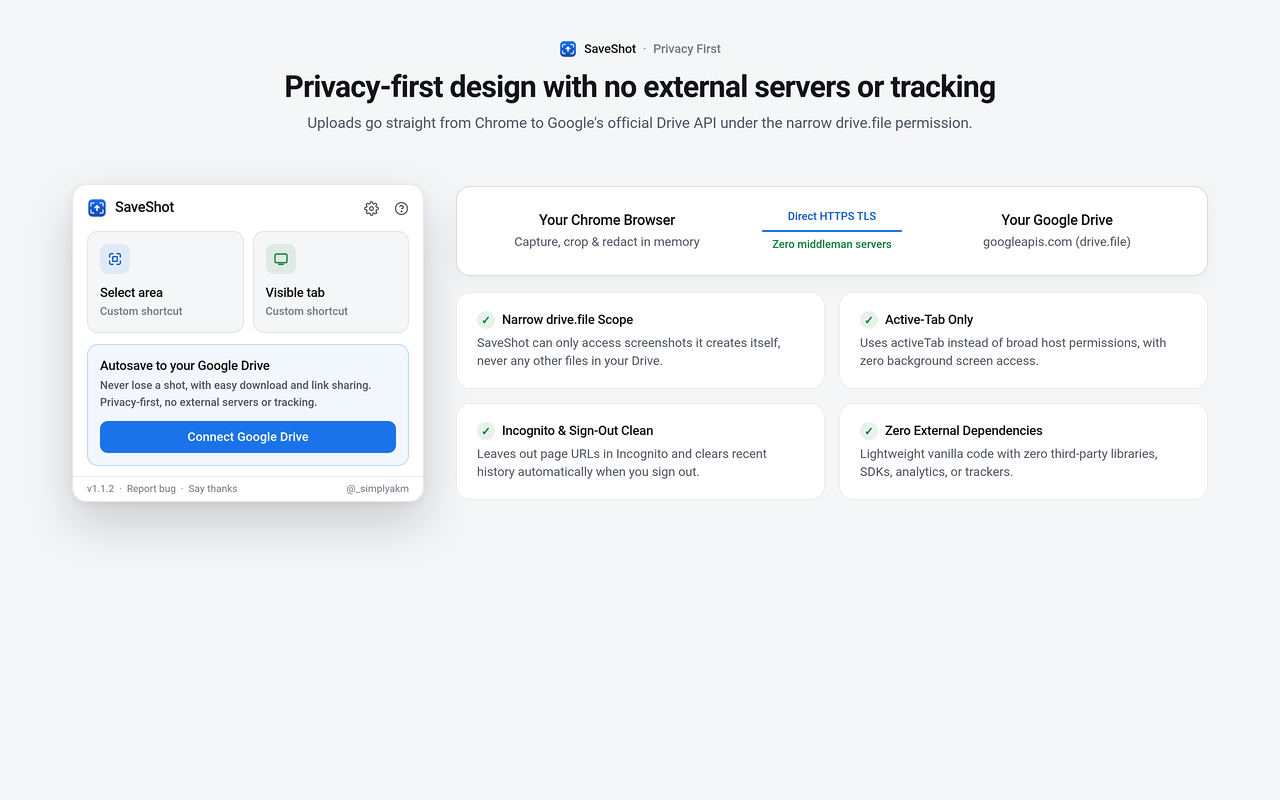 SaveShot · Privacy First
Privacy-first design with no external servers or tracking
Uploads go straight from Chrome to Google's official Drive API under the narrow drive.file permission.
SaveShot
Select area
Custom shortcut
Visible tab
Custom shortcut
Autosave to your Google Drive
Never lose a shot, with easy download and link sharing.
Privacy-first, no external servers or tracking.
Connect Google Drive
v1.1.2 · Report bug · Say thanks
@_simplyakm
Your Chrome Browser
Capture, crop & redact in memory
Direct HTTPS TLS
Zero middleman servers
Your Google Drive
googleapis.com (drive.file)
✓ Narrow drive.file Scope
SaveShot can only access screenshots it creates itself,
never any other files in your Drive.
✓ Active-Tab Only
Uses activeTab instead of broad host permissions, with
zero background screen access.
✓ Incognito & Sign-Out Clean
Leaves out page URLs in Incognito and clears recent
history automatically when you sign out.
✓ Zero External Dependencies
Lightweight vanilla code with zero third-party libraries,
SDKs, analytics, or trackers.